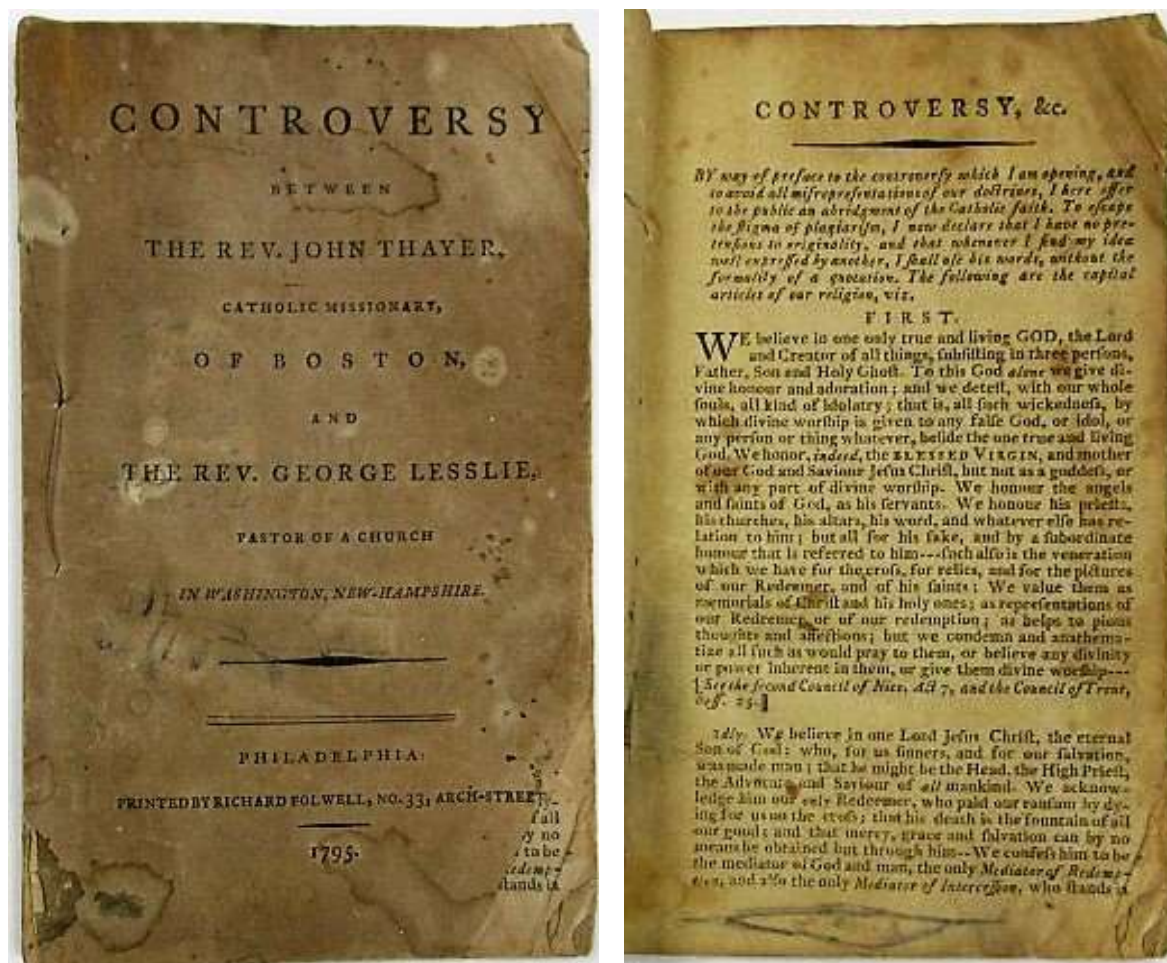 CONTROVERSY
BETWEEN
THE REV. JOHN THAYER,
CATHOLIC MISSIONARY,
OF BOSTON,
AND
THE REV. GEORGE LESSLIE,
PASTOR OF A CHURCH
IN WASHINGTON, NEW-HAMPSHIRE.
PHILADELPHIA:
PRINTED BY RICHARD FOLWELL, NO. 33, ARCH-STREET.
1795.
ſ all
y no
to be
edemp-
ſtands is
CONTROVERSY, &c.
BY way of preface to the controverſy which I am opening, and
to avoid all miſrepreſentations of our doctrines, I here offer
to the public an abridgment of the Catholic faith. To eſcape
the ſtigma of plagiariſm, I now declare that I have no pre-
tenſions to originality, and that whenever I find my idea
well expreſſed by another, I ſhall uſe his words, without the
formality of a quotation. The following are the capital
articles of our religion, viz.
FIRST.
WE believe in one only true and living GOD, the Lord
and Creator of all things, ſubſiſting in three perſons,
Father, Son and Holy Ghoſt. To this God alone we give di-
vine honour and adoration; and we deteſt, with our whole
ſouls, all kind of idolatry; that is, all ſuch wickedneſs, by
which divine worſhip is given to any falſe God, or idol, or
any perſon or thing whatever, beſide the one true and living
God. We honor, indeed, the BLESSED VIRGIN, and mother
of our God and Saviour Jeſus Chriſt, but not as a goddeſs, or
with any part of divine worſhip. We honour the angels
and ſaints of God, as his ſervants. We honour his prieſts,
his churches, his altars, his word, and whatever elſe has re-
lation to him; but all for his ſake, and by a ſubordinate
honour that is referred to him---ſuch alſo is the veneration
which we have for the croſs, for relics, and for the pictures
of our Redeemer, and of his ſaints: We value them as
memorials of Chriſt and his holy ones; as repreſentations of
our Redeemer, or of our redemption; as helps to pious
thoughts and affections; but we condemn and anathema-
tize all ſuch as would pray to them, or believe any divinity
or power inherent in them, or give them divine worſhip---
[See the ſecond Council of Nice, Act 7, and the Council of Trent,
Seſſ. 25.]
2dly. We believe in one Lord Jeſus Chriſt, the eternal
Son of God: who, for us ſinners, and for our ſalvation,
was made man; that he might be the Head, the High Prieſt,
the Advocate and Saviour of all mankind. We acknow-
ledge him our only Redeemer, who paid our ranſom by dy-
ing for us on the croſs; that his death is the fountain of all
our good: and that mercy, grace and ſalvation can by no
means be obtained but through him--We confeſs him to be
the mediator of God and man, the only Mediator of Redemp-
tion, and alſo the only Mediator of Interceſſion, who ſtands